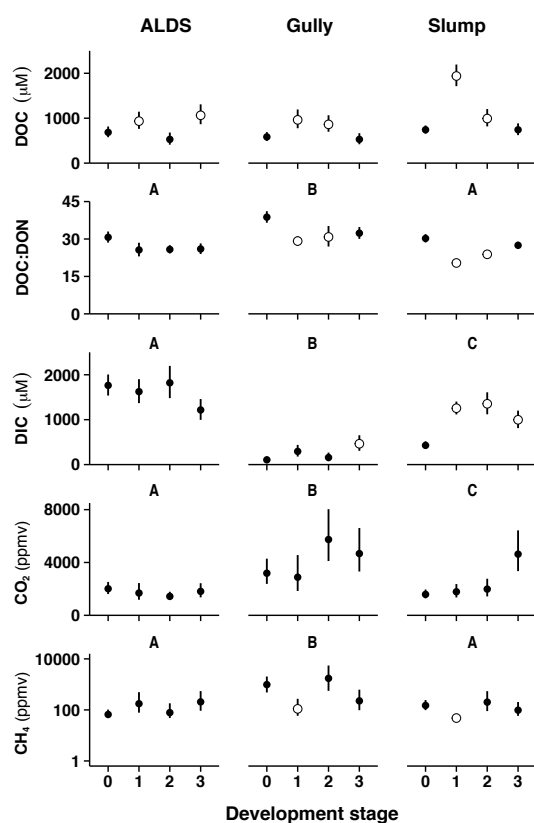 ALDS Gully Slump
DOC (μM)
2000
1000
0
A B A
DOC:DON
45
30
15
0
A B C
DIC (μM)
2000
1000
0
A B C
CO₂ (ppmv)
8000
4000
0
A B A
CH₄ (ppmv)
10000
100
1
0 1 2 3 0 1 2 3 0 1 2 3
Development stage